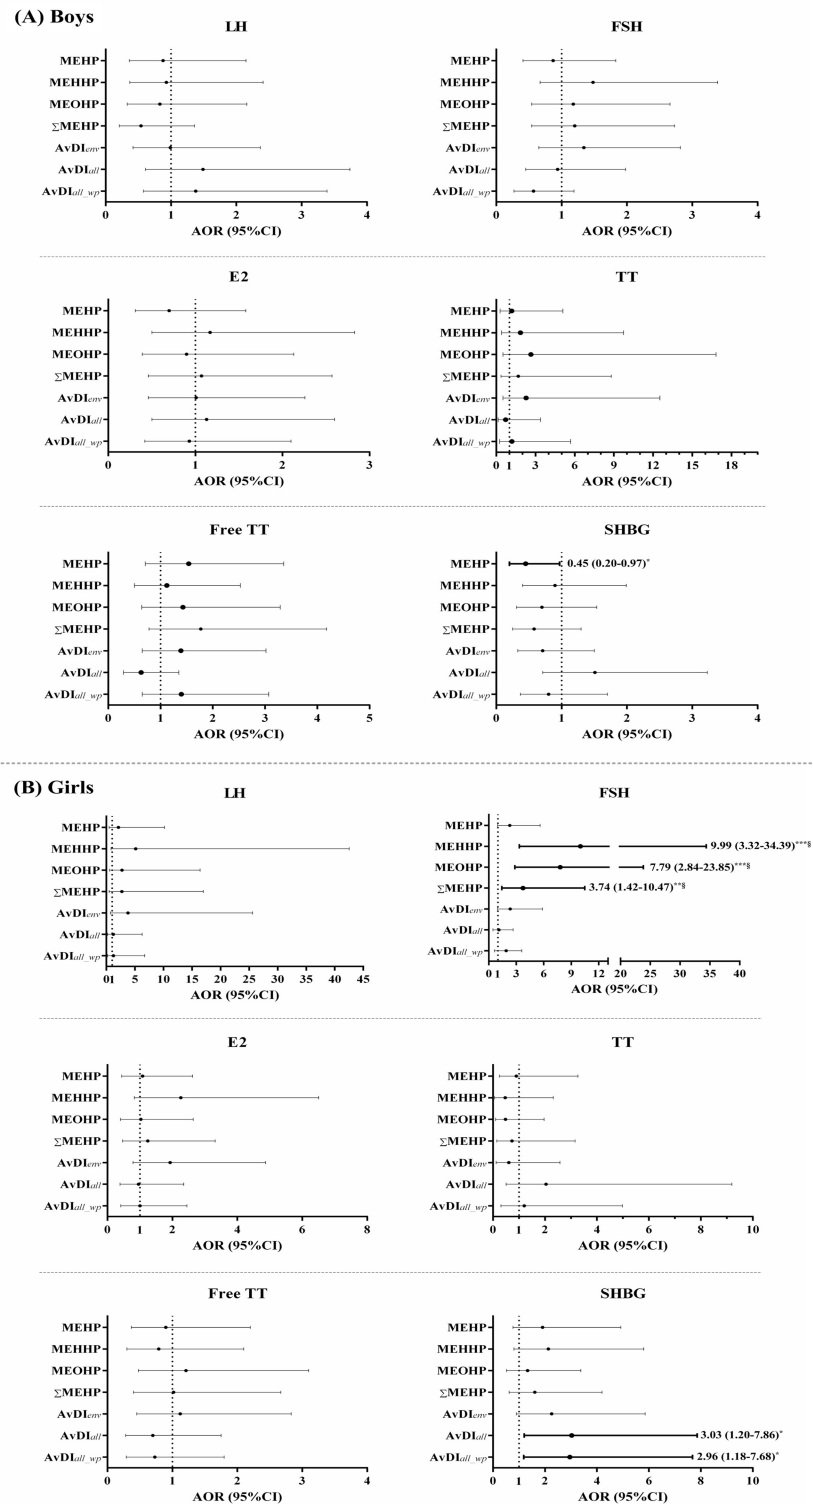 (A) Boys
LH
MEHP
MEHHP
MEOHP
∑MEHP
AvDIenv
AvDIall
AvDIall_wp
0 1 2 3 4
AOR (95%CI)
FSH
MEHP
MEHHP
MEOHP
∑MEHP
AvDIenv
AvDIall
AvDIall_wp
0 1 2 3 4
AOR (95%CI)
E2
MEHP
MEHHP
MEOHP
∑MEHP
AvDIenv
AvDIall
AvDIall_wp
0 1 2 3
AOR (95%CI)
TT
MEHP
MEHHP
MEOHP
∑MEHP
AvDIenv
AvDIall
AvDIall_wp
0 1 3 6 9 12 15 18
AOR (95%CI)
Free TT
MEHP
MEHHP
MEOHP
∑MEHP
AvDIenv
AvDIall
AvDIall_wp
0 1 2 3 4 5
AOR (95%CI)
SHBG
MEHP 0.45 (0.20-0.97)*
MEHHP
MEOHP
∑MEHP
AvDIenv
AvDIall
AvDIall_wp
0 1 2 3 4
AOR (95%CI)
(B) Girls
LH
MEHP
MEHHP
MEOHP
∑MEHP
AvDIenv
AvDIall
AvDIall_wp
0 1 5 10 15 20 25 30 35 40 45
AOR (95%CI)
FSH
MEHP
MEHHP 9.99 (3.32-34.39)***§
MEOHP 7.79 (2.84-23.85)***§
∑MEHP 3.74 (1.42-10.47)**§
AvDIenv
AvDIall
AvDIall_wp
0 1 3 6 9 12 20 25 30 35 40
AOR (95%CI)
E2
MEHP
MEHHP
MEOHP
∑MEHP
AvDIenv
AvDIall
AvDIall_wp
0 1 2 4 6 8
AOR (95%CI)
TT
MEHP
MEHHP
MEOHP
∑MEHP
AvDIenv
AvDIall
AvDIall_wp
0 1 2 4 6 8 10
AOR (95%CI)
Free TT
MEHP
MEHHP
MEOHP
∑MEHP
AvDIenv
AvDIall
AvDIall_wp
0 1 2 3 4
AOR (95%CI)
SHBG
MEHP
MEHHP
MEOHP
∑MEHP
AvDIenv
AvDIall 3.03 (1.20-7.86)*
AvDIall_wp 2.96 (1.18-7.68)*
0 1 2 4 6 8 10
AOR (95%CI)